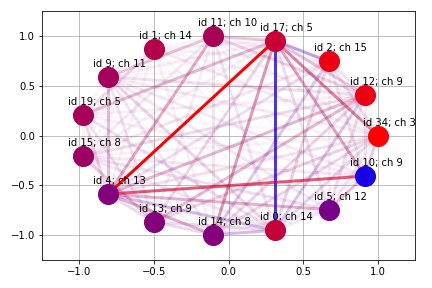 1.0
0.5
0.0
−0.5
−1.0
id 11; ch 10
id 17; ch 5
id 1; ch 14
id 2; ch 15
id 9; ch 11
id 12; ch 9
id 19; ch 5
id 34; ch 3
id 15; ch 8
id 10; ch 9
id 4; ch 13
id 5; ch 12
id 13; ch 9
id 14; ch 8
id 0; ch 14
−1.0 −0.5 0.0 0.5 1.0